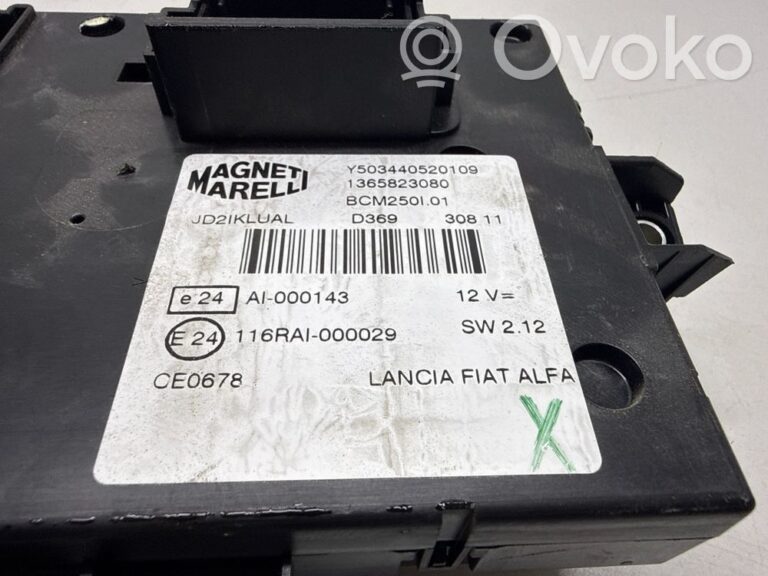 Ovoko
MAGNETI
MARELLI
Y503440520109
1365823080
BCM250I.01
JD2IKLUAL D369 308 11
e 24 AI-000143 12 V=
E 24 116RAI-000029 SW 2.12
CE0678 LANCIA FIAT ALFA
X